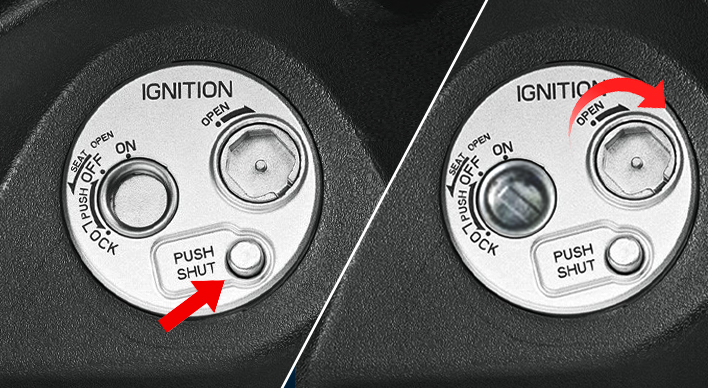 IGNITION
OPEN
ON
SEAT OPEN
OFF
PUSH
LOCK
PUSH
SHUT
IGNITION
OPEN
ON
SEAT OPEN
OFF
PUSH
LOCK
PUSH
SHUT